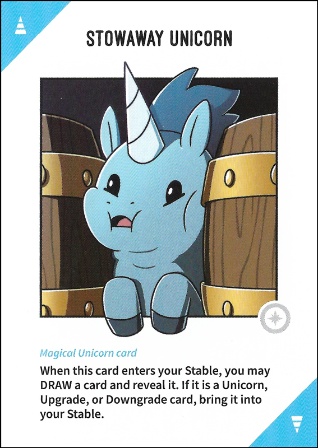 STOWAWAY UNICORN
Magical Unicorn card
When this card enters your Stable, you may
DRAW a card and reveal it. If it is a Unicorn,
Upgrade, or Downgrade card, bring it into
your Stable.